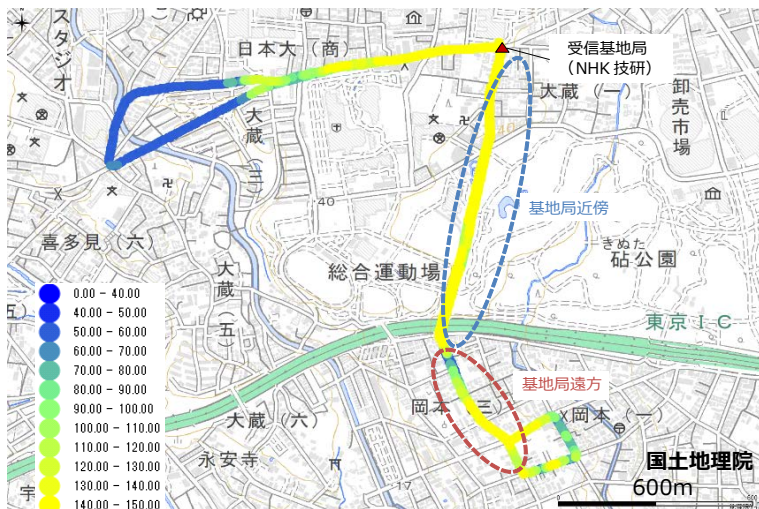 スタジオ
日本大（商）
受信基地局
（NHK 技研）
大蔵（一）
卸売市場
大蔵（三）
40
40
基地局近傍
きぬた
砧公園
総合運動場
喜多見（六）
大蔵（五）
東京ＩＣ
基地局遠方
岡本（三）
岡本（一）
大蔵（六）
永安寺
宇
17
国土地理院
600m
0.00 - 40.00
40.00 - 50.00
50.00 - 60.00
60.00 - 70.00
70.00 - 80.00
80.00 - 90.00
90.00 - 100.00
100.00 - 110.00
110.00 - 120.00
120.00 - 130.00
130.00 - 140.00
140.00 - 150.00